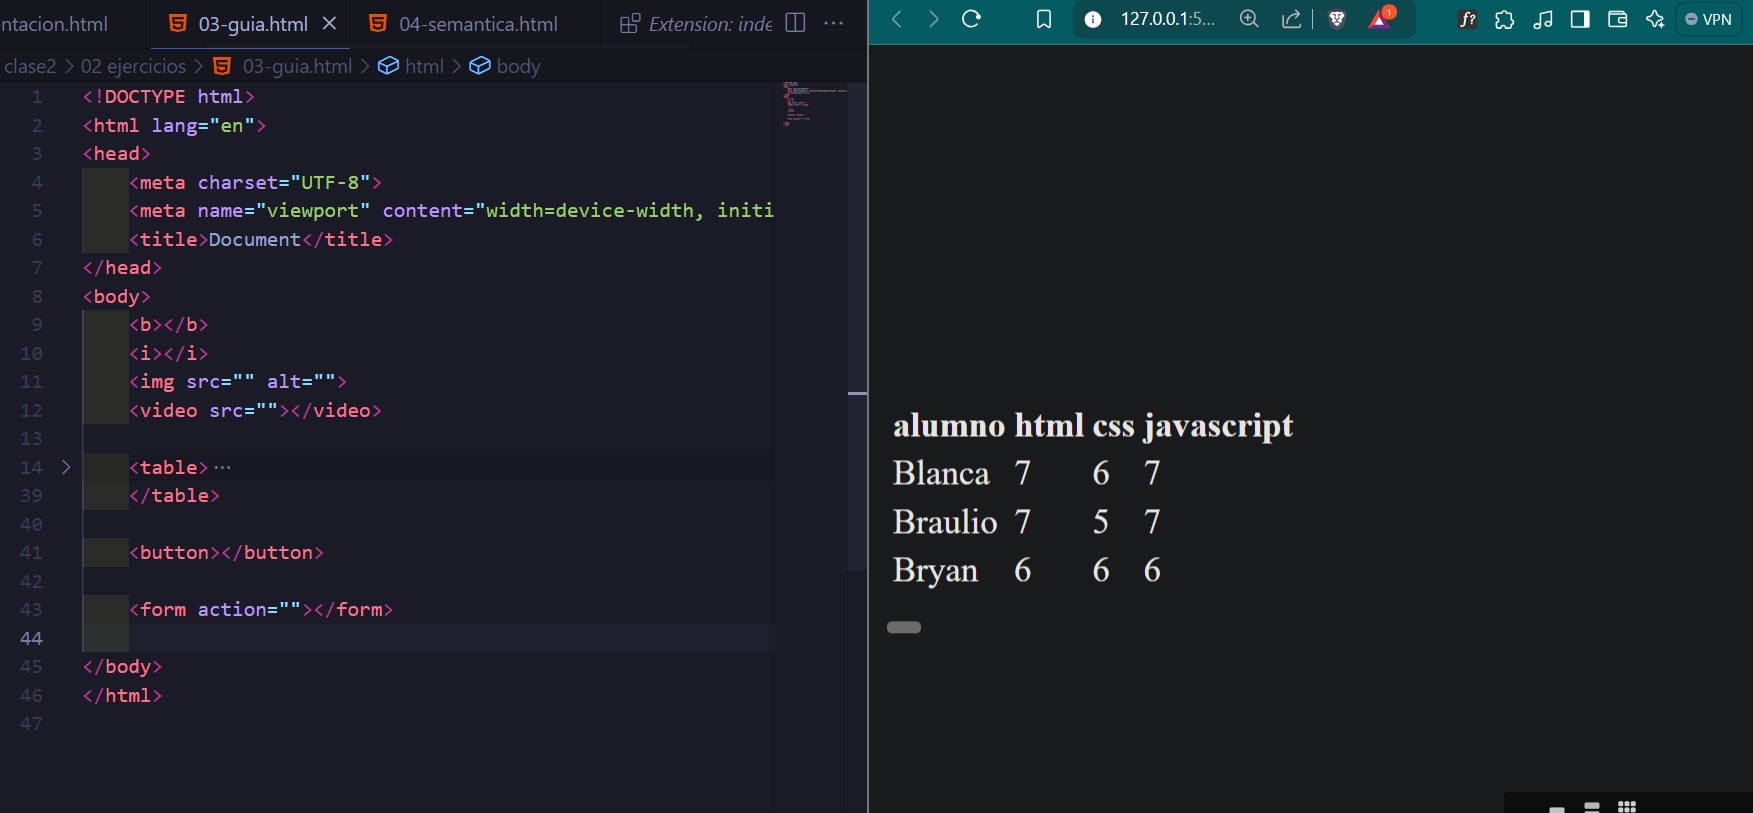 ntacion.html 03-guia.html 04-semantica.html Extension: inde
clase2 > 02 ejercicios > 03-guia.html > html > body
1 <!DOCTYPE html>
2 <html lang="en">
3 <head>
4 <meta charset="UTF-8">
5 <meta name="viewport" content="width=device-width, initi
6 <title>Document</title>
7 </head>
8 <body>
9 <b></b>
10 <i></i>
11 <img src="" alt="">
12 <video src=""></video>
13
14 <table>···
39 </table>
40
41 <button></button>
42
43 <form action=""></form>
44
45 </body>
46 </html>
47
127.0.0.1:5... 1 f? VPN
alumno html css javascript
Blanca 7 6 7
Braulio 7 5 7
Bryan 6 6 6